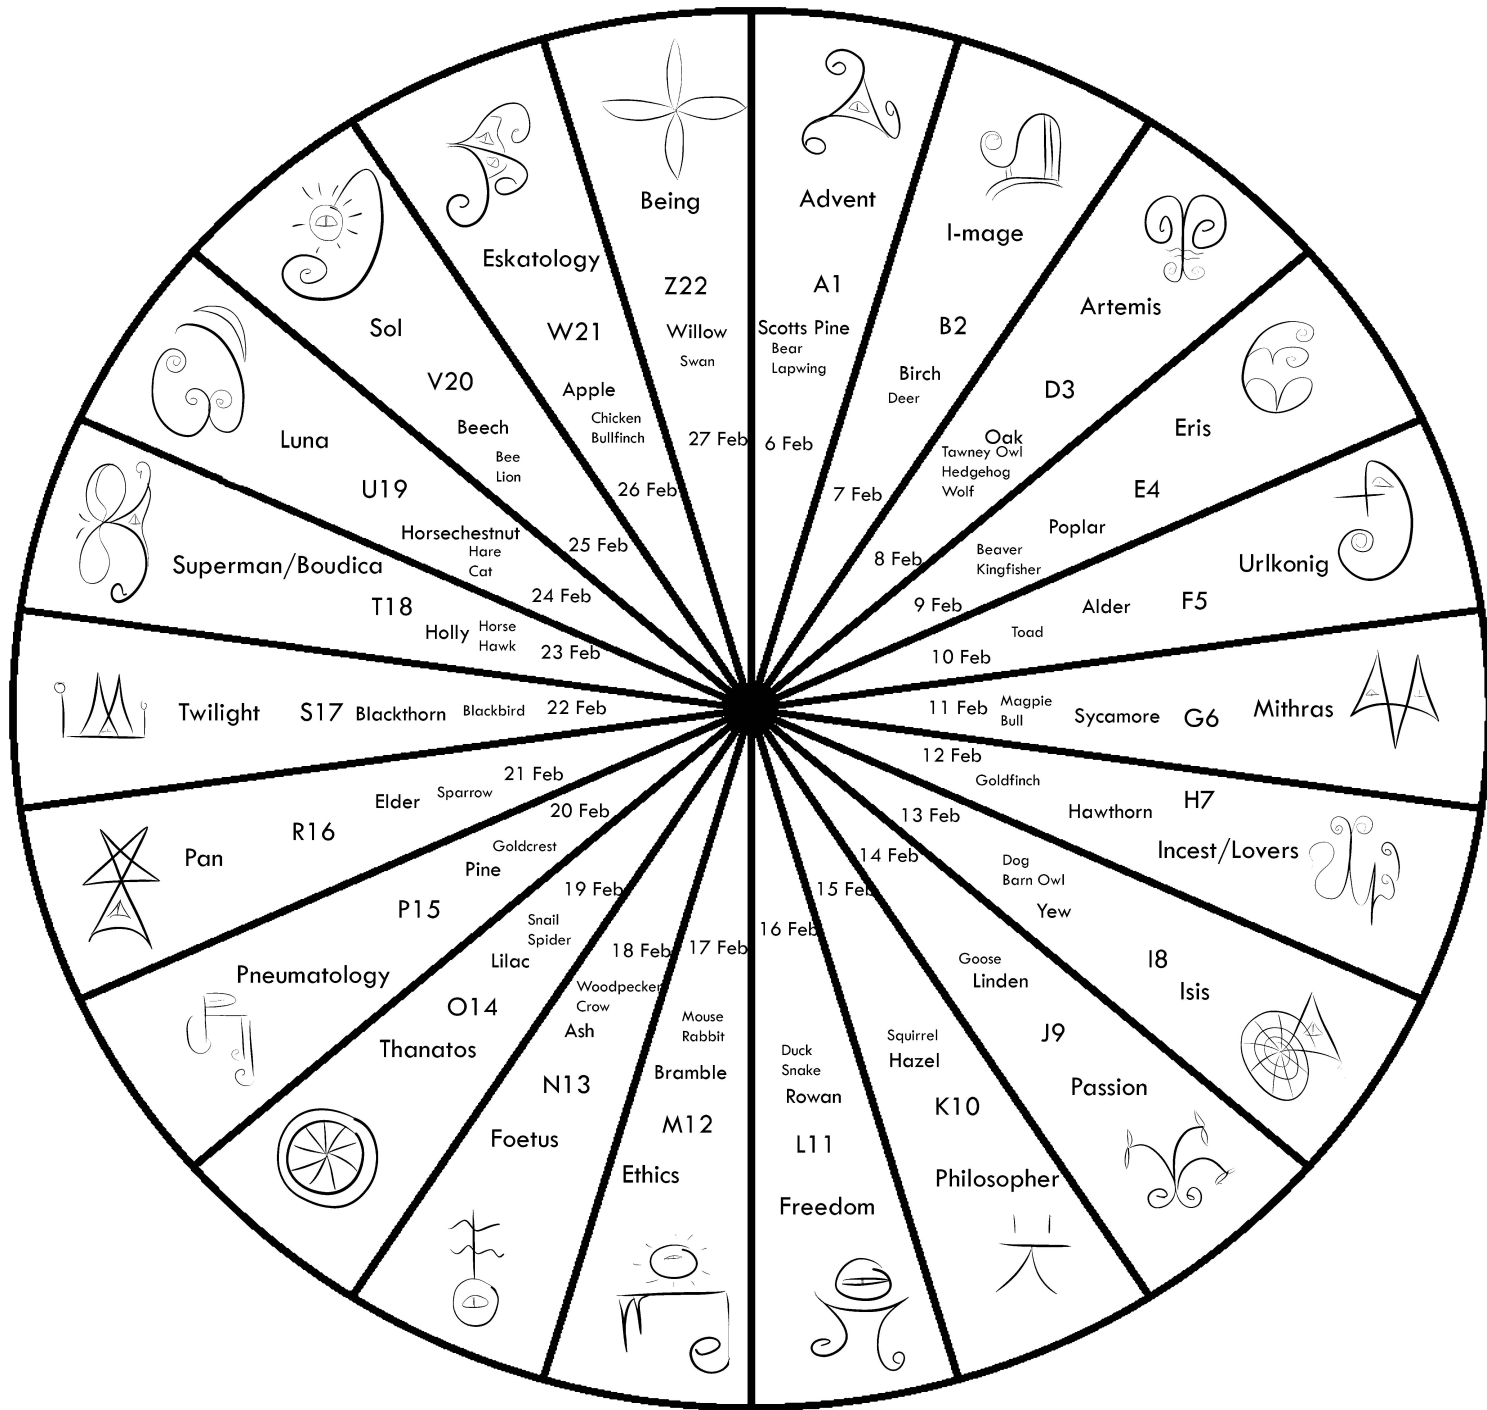 Advent
A1
Scotts Pine
Bear
Lapwing
6 Feb
I-mage
B2
Birch
Deer
7 Feb
Artemis
D3
Oak
Tawney Owl
Hedgehog
Wolf
8 Feb
Eris
E4
Poplar
Beaver
Kingfisher
9 Feb
Urlkonig
F5
Alder
Toad
10 Feb
Mithras
G6
Sycamore
Magpie
Bull
11 Feb
Incest/Lovers
H7
Hawthorn
Goldfinch
12 Feb
Isis
I8
Yew
Dog
Barn Owl
13 Feb
Passion
J9
Linden
Goose
14 Feb
Philosopher
K10
Hazel
Squirrel
15 Feb
Freedom
L11
Rowan
Duck
Snake
16 Feb
Ethics
M12
Bramble
Mouse
Rabbit
17 Feb
Foetus
N13
Ash
Woodpecker
Crow
18 Feb
Thanatos
O14
Lilac
Snail
Spider
19 Feb
Pneumatology
P15
Pine
Goldcrest
20 Feb
Pan
R16
Elder
Sparrow
21 Feb
Twilight
S17
Blackthorn
Blackbird
22 Feb
Superman/Boudica
T18
Holly
Horse
Hawk
23 Feb
Luna
U19
Horsechestnut
Hare
Cat
24 Feb
Sol
V20
Beech
Bee
Lion
25 Feb
Eskatology
W21
Apple
Chicken
Bullfinch
26 Feb
Being
Z22
Willow
Swan
27 Feb